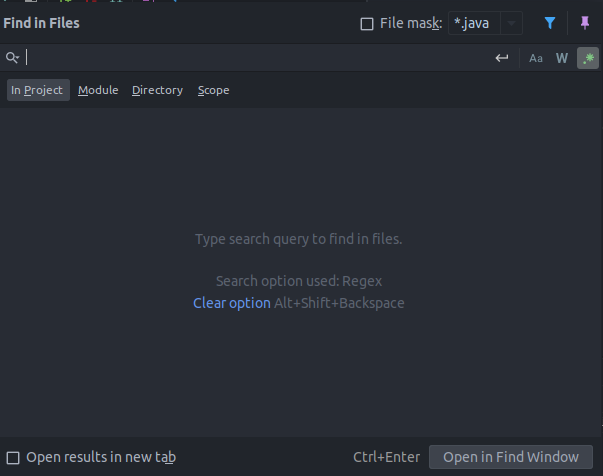 Find in Files File mask: *.java
Aa W .*
In Project Module Directory Scope
Type search query to find in files.
Search option used: Regex
Clear option Alt+Shift+Backspace
Open results in new tab Ctrl+Enter Open in Find Window